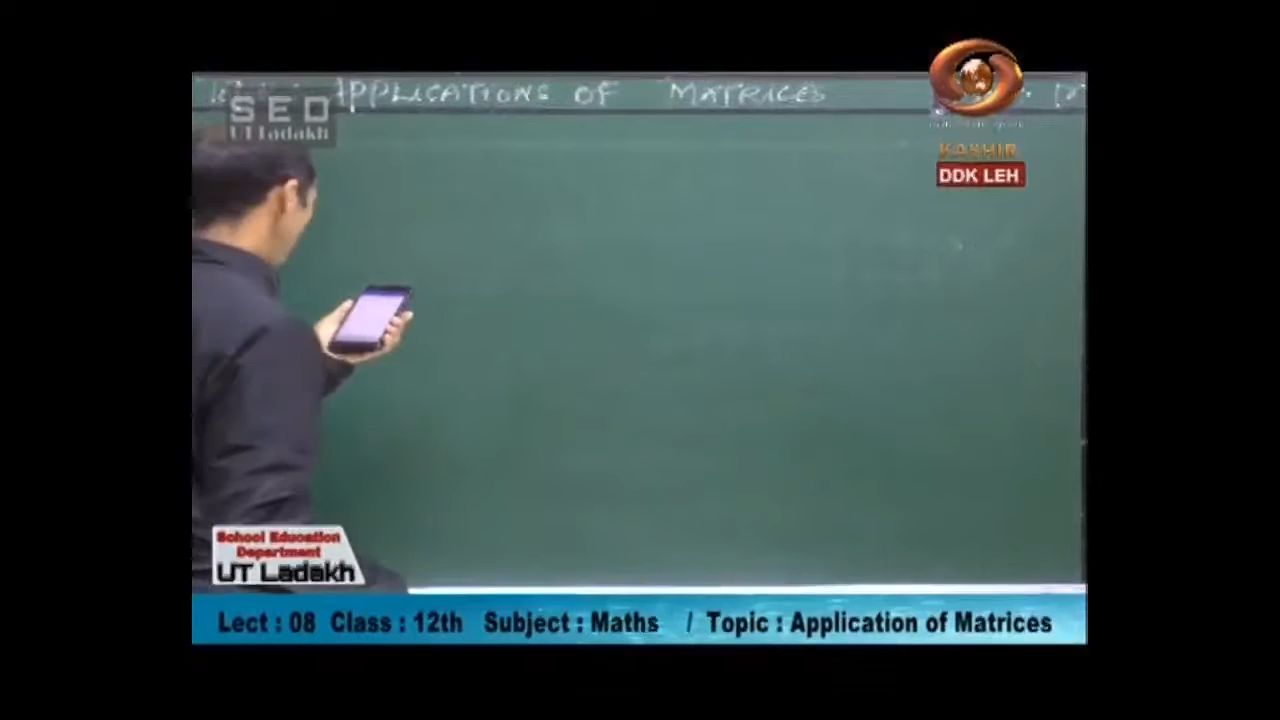 APPLICATIONS OF MATRICES
SED
UT Ladakh
KASHIR
DDK LEH
School Education
Department
UT Ladakh
Lect : 08 Class : 12th Subject : Maths / Topic : Application of Matrices